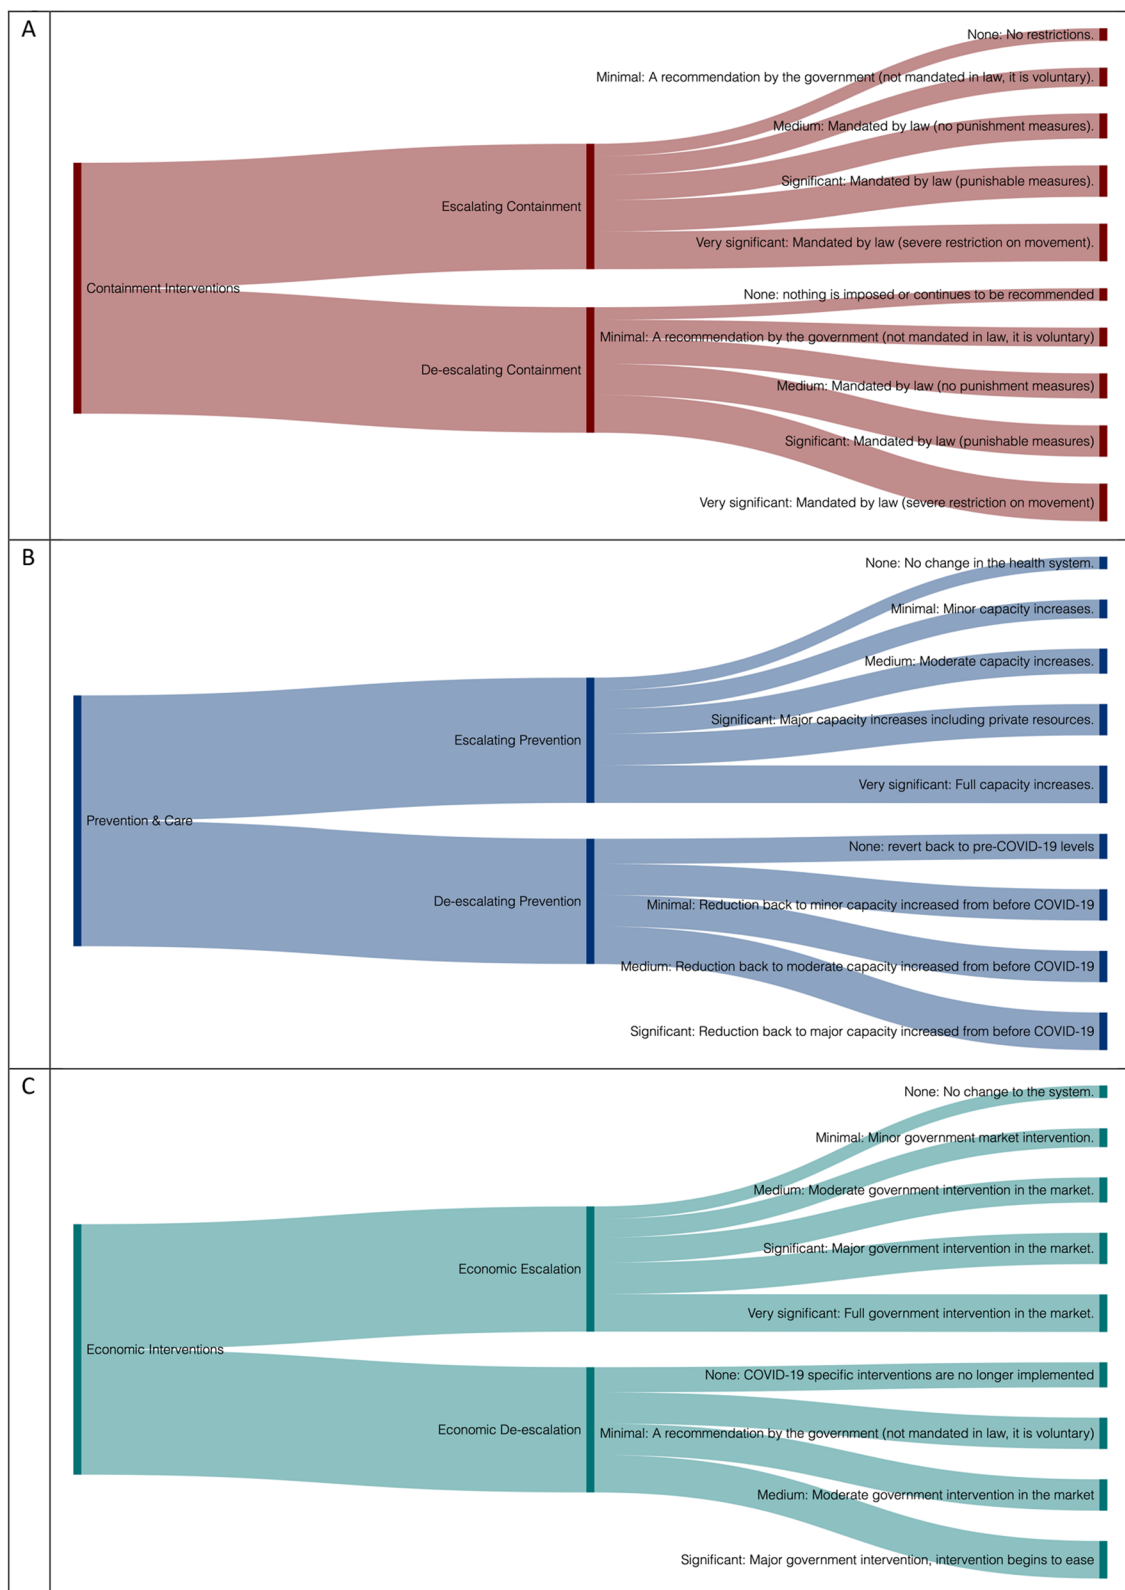 A
None: No restrictions.
Minimal: A recommendation by the government (not mandated in law, it is voluntary).
Medium: Mandated by law (no punishment measures).
Significant: Mandated by law (punishable measures).
Escalating Containment
Very significant: Mandated by law (severe restriction on movement).
Containment Interventions
None: nothing is imposed or continues to be recommended
Minimal: A recommendation by the government (not mandated in law, it is voluntary)
De-escalating Containment
Medium: Mandated by law (no punishment measures)
Significant: Mandated by law (punishable measures)
Very significant: Mandated by law (severe restriction on movement)
B
None: No change in the health system.
Minimal: Minor capacity increases.
Medium: Moderate capacity increases.
Significant: Major capacity increases including private resources.
Escalating Prevention
Very significant: Full capacity increases.
Prevention & Care
None: revert back to pre-COVID-19 levels
De-escalating Prevention
Minimal: Reduction back to minor capacity increased from before COVID-19
Medium: Reduction back to moderate capacity increased from before COVID-19
Significant: Reduction back to major capacity increased from before COVID-19
C
None: No change to the system.
Minimal: Minor government market intervention.
Medium: Moderate government intervention in the market.
Significant: Major government intervention in the market.
Economic Escalation
Very significant: Full government intervention in the market.
Economic Interventions
None: COVID-19 specific interventions are no longer implemented
Economic De-escalation
Minimal: A recommendation by the government (not mandated in law, it is voluntary)
Medium: Moderate government intervention in the market
Significant: Major government intervention, intervention begins to ease